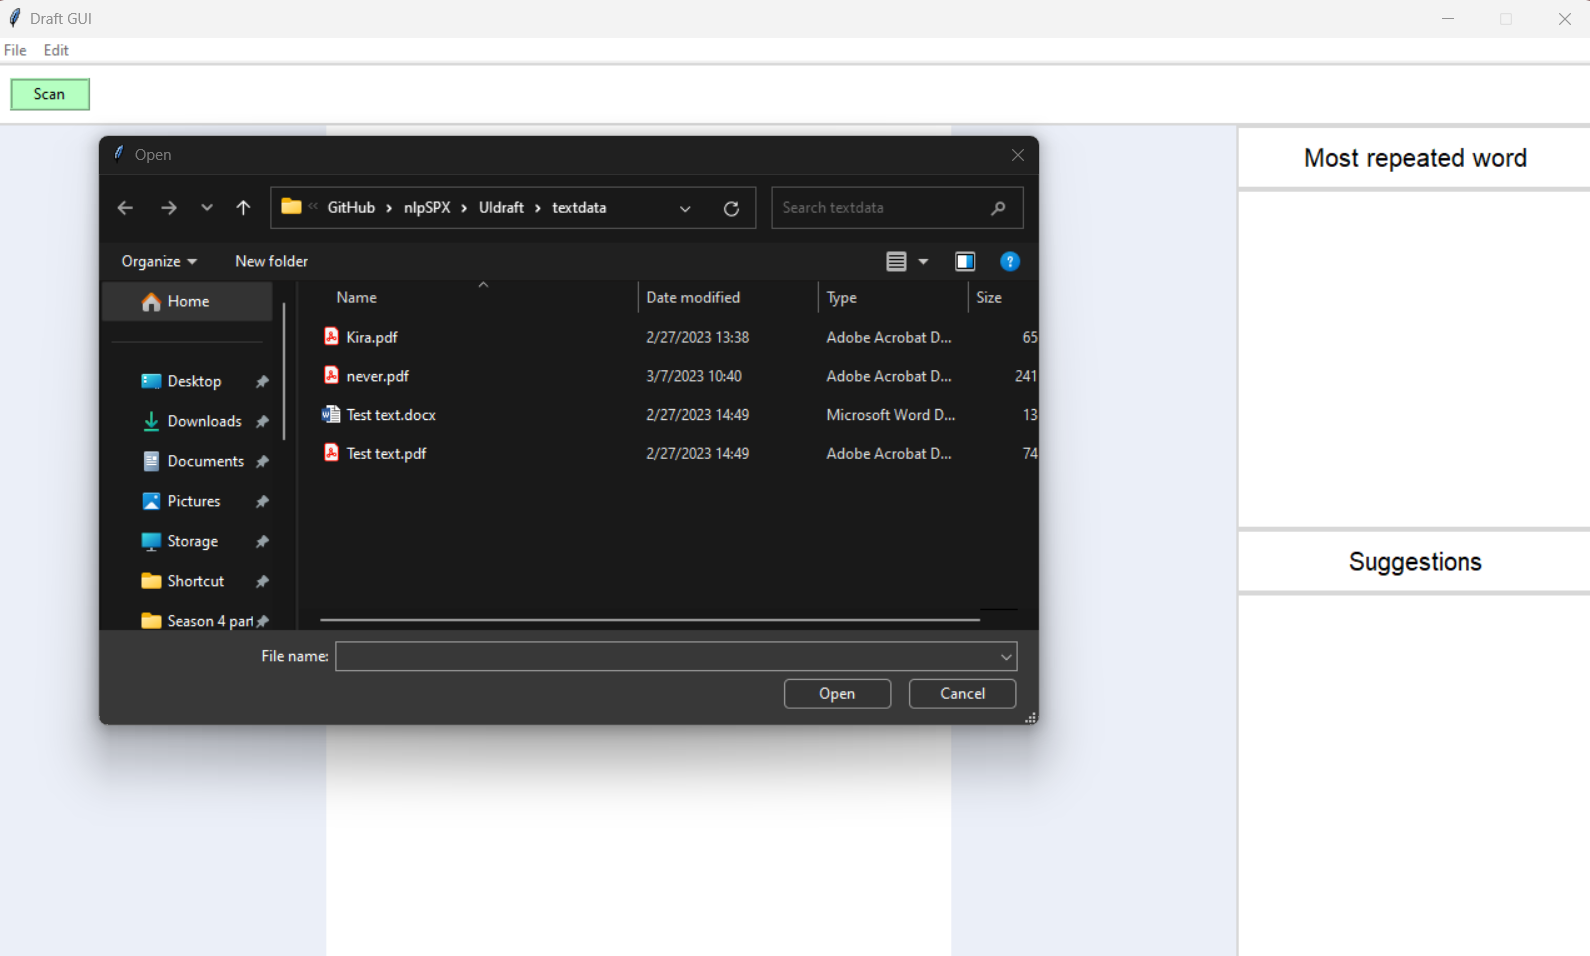 Draft GUI
File Edit
Scan
Open
« GitHub > nlpSPX > UIdraft > textdata
Search textdata
Organize New folder
?
Home
Desktop
Downloads
Documents
Pictures
Storage
Shortcut
Season 4 part
Name Date modified Type Size
Kira.pdf 2/27/2023 13:38 Adobe Acrobat D... 65
never.pdf 3/7/2023 10:40 Adobe Acrobat D... 241
Test text.docx 2/27/2023 14:49 Microsoft Word D... 13
Test text.pdf 2/27/2023 14:49 Adobe Acrobat D... 74
File name:
Open Cancel
Most repeated word
Suggestions